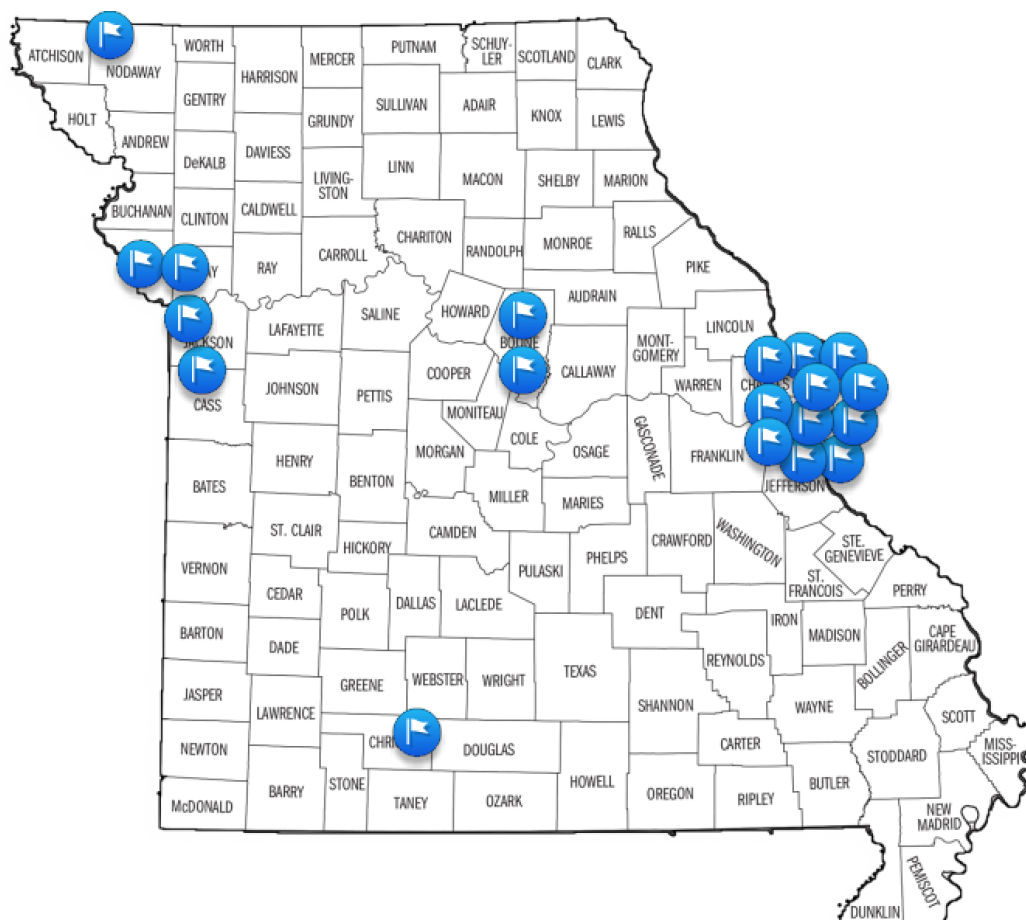 ATCHISON
NODAWAY
WORTH
HARRISON
MERCER
PUTNAM
SCHUY-
LER
SCOTLAND
CLARK
HOLT
GENTRY
GRUNDY
SULLIVAN
ADAIR
KNOX
LEWIS
ANDREW
DeKALB
DAVIESS
LIVING-
STON
LINN
MACON
SHELBY
MARION
BUCHANAN
CLINTON
CALDWELL
CARROLL
CHARITON
RANDOLPH
MONROE
RALLS
PIKE
RAY
AUDRAIN
JACKSON
LAFAYETTE
SALINE
HOWARD
BOONE
MONT-
GOMERY
LINCOLN
CASS
JOHNSON
PETTIS
COOPER
MONITEAU
CALLAWAY
WARREN
BATES
HENRY
BENTON
MORGAN
COLE
OSAGE
GASCONADE
FRANKLIN
JEFFERSON
MILLER
MARIES
VERNON
ST. CLAIR
HICKORY
CAMDEN
PULASKI
PHELPS
CRAWFORD
WASHINGTON
STE.
GENEVIEVE
ST.
FRANCOIS
PERRY
CEDAR
POLK
DALLAS
LACLEDE
DENT
IRON
MADISON
BOLLINGER
CAPE
GIRARDEAU
BARTON
DADE
GREENE
WEBSTER
WRIGHT
TEXAS
REYNOLDS
JASPER
LAWRENCE
SHANNON
WAYNE
SCOTT
NEWTON
DOUGLAS
CARTER
STODDARD
MISS-
ISSIPPI
McDONALD
BARRY
STONE
TANEY
OZARK
HOWELL
OREGON
RIPLEY
BUTLER
NEW
MADRID
PEMISCOT
DUNKLIN